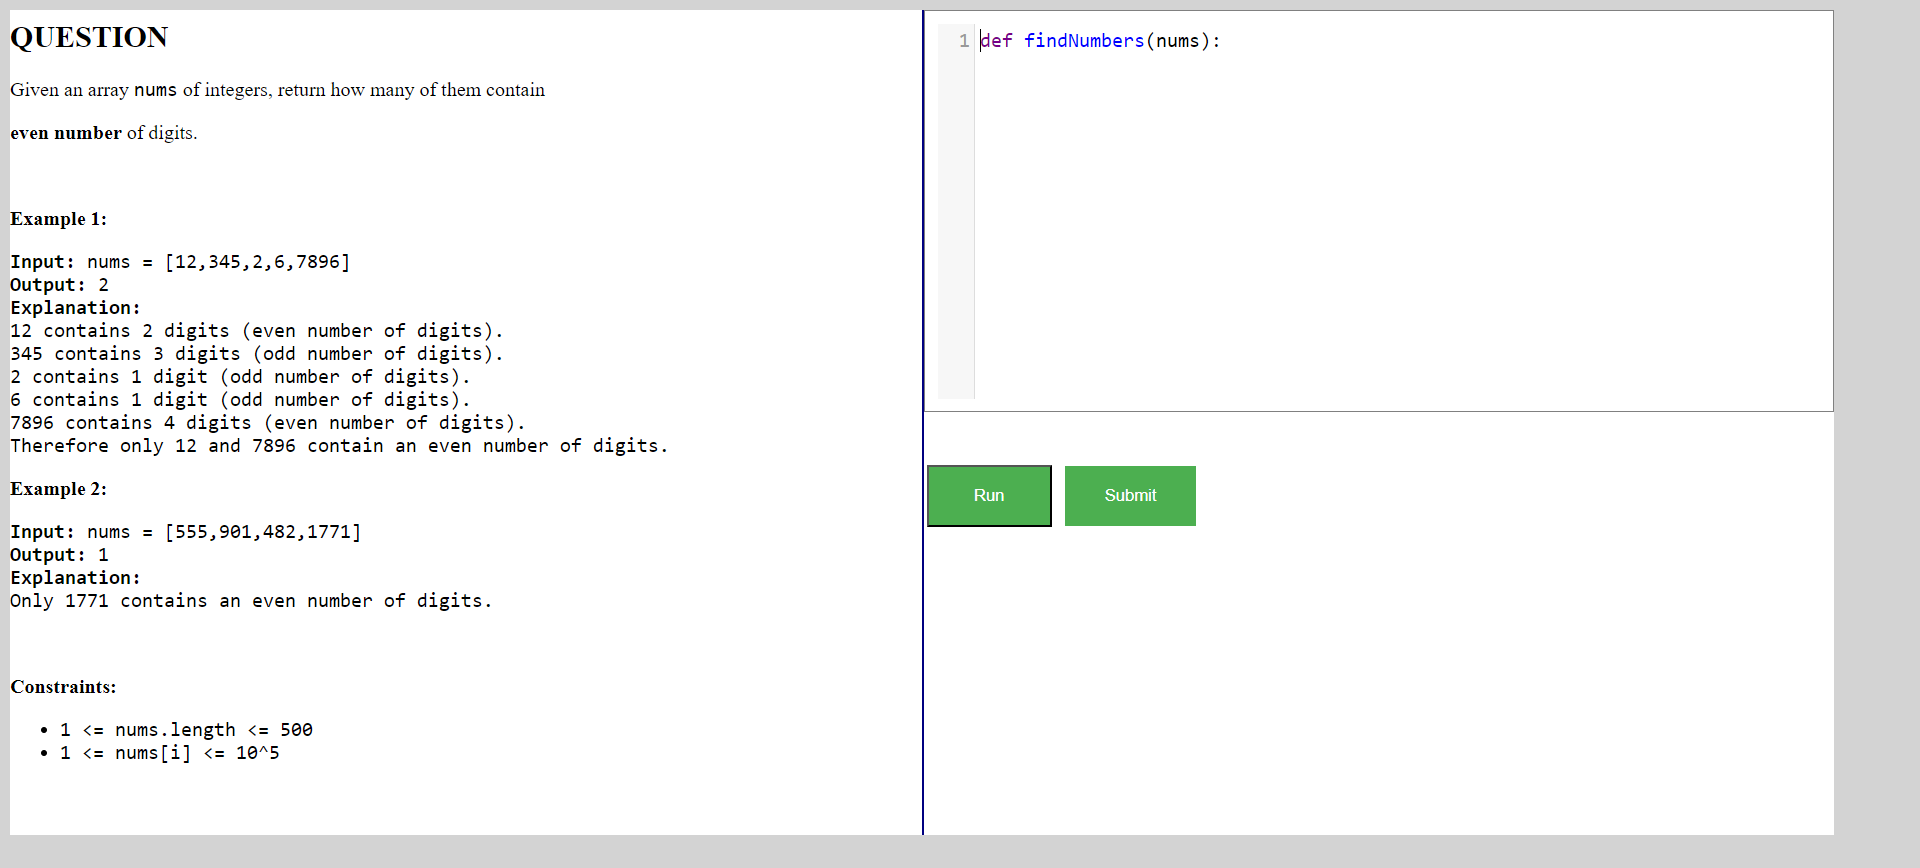 QUESTION
Given an array nums of integers, return how many of them contain
even number of digits.
Example 1:
Input: nums = [12,345,2,6,7896]
Output: 2
Explanation:
12 contains 2 digits (even number of digits).
345 contains 3 digits (odd number of digits).
2 contains 1 digit (odd number of digits).
6 contains 1 digit (odd number of digits).
7896 contains 4 digits (even number of digits).
Therefore only 12 and 7896 contain an even number of digits.
Example 2:
Input: nums = [555,901,482,1771]
Output: 1
Explanation:
Only 1771 contains an even number of digits.
Constraints:
• 1 <= nums.length <= 500
• 1 <= nums[i] <= 10^5
1 def findNumbers(nums):
Run Submit